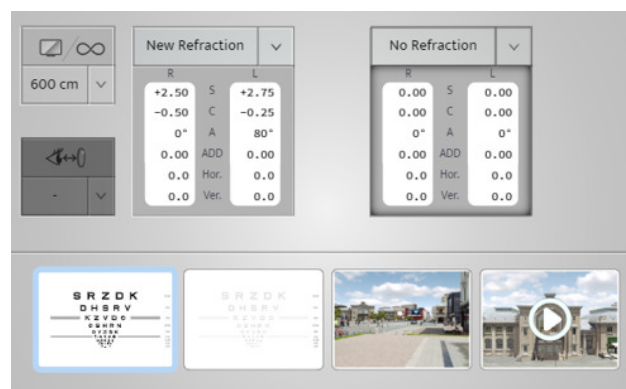 600 cm
-
New Refraction
R L
+2.50 S +2.75
-0.50 C -0.25
0° A 80°
0.00 ADD 0.00
0.0 Hor. 0.0
0.0 Ver. 0.0
No Refraction
R L
0.00 S 0.00
0.00 C 0.00
0° A 0°
0.00 ADD 0.00
0.0 Hor. 0.0
0.0 Ver. 0.0
S R Z D K
D H S R V
K Z V D O
O S H R N
S R Z D K
D H S R V
K Z V D O